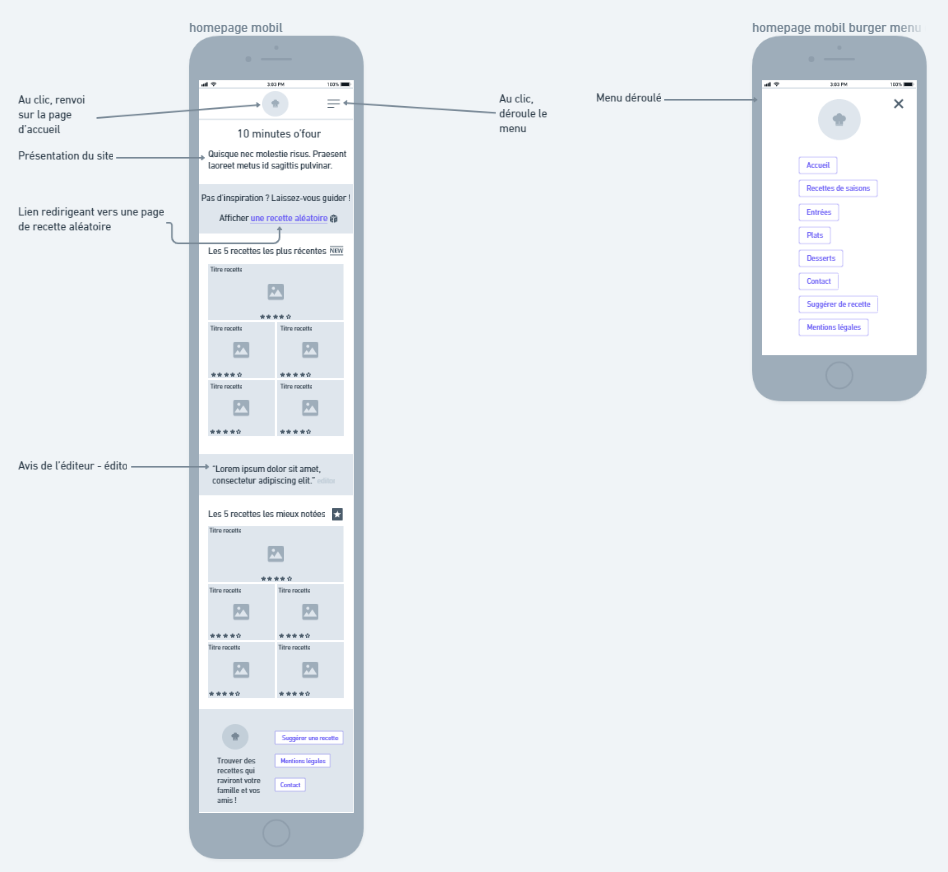 homepage mobil
3:03 PM
100%
10 minutes o'four
Quisque nec molestie risus. Praesent
laoreet metus id sagittis pulvinar.
Pas d'inspiration ? Laissez-vous guider !
Afficher une recette aléatoire
Les 5 recettes les plus récentes NEW
Titre recette
Titre recette
Titre recette
Titre recette
Titre recette
"Lorem ipsum dolor sit amet,
consectetur adipiscing elit." editor
Les 5 recettes les mieux notées
Titre recette
Titre recette
Titre recette
Titre recette
Titre recette
Trouver des
recettes qui
raviront votre
famille et vos
amis !
Suggérer une recette
Mentions légales
Contact
Au clic, renvoi
sur la page
d'accueil
Présentation du site
Lien redirigeant vers une page
de recette aléatoire
Avis de l'éditeur - édito
Au clic,
déroule le
menu
homepage mobil burger menu
Menu déroulé
3:03 PM
100%
Accueil
Recettes de saisons
Entrées
Plats
Desserts
Contact
Suggérer de recette
Mentions légales